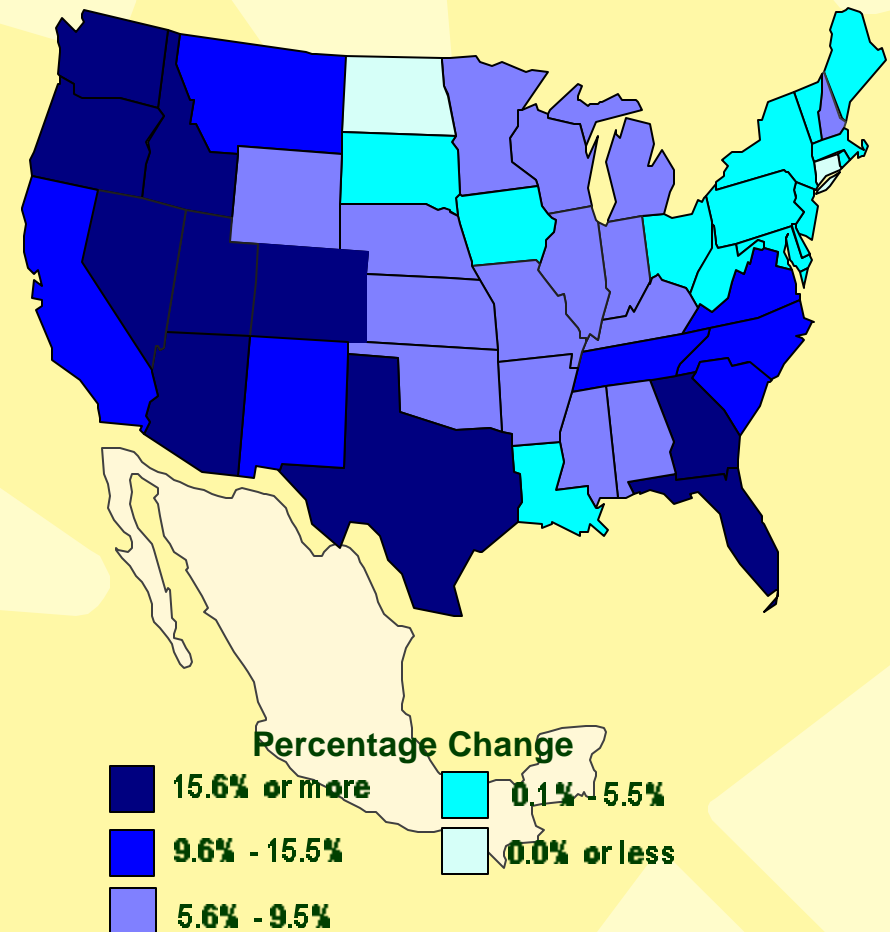 Percentage Change
15.6% or more
0.1% - 5.5%
9.6% - 15.5%
0.0% or less
5.6% - 9.5%